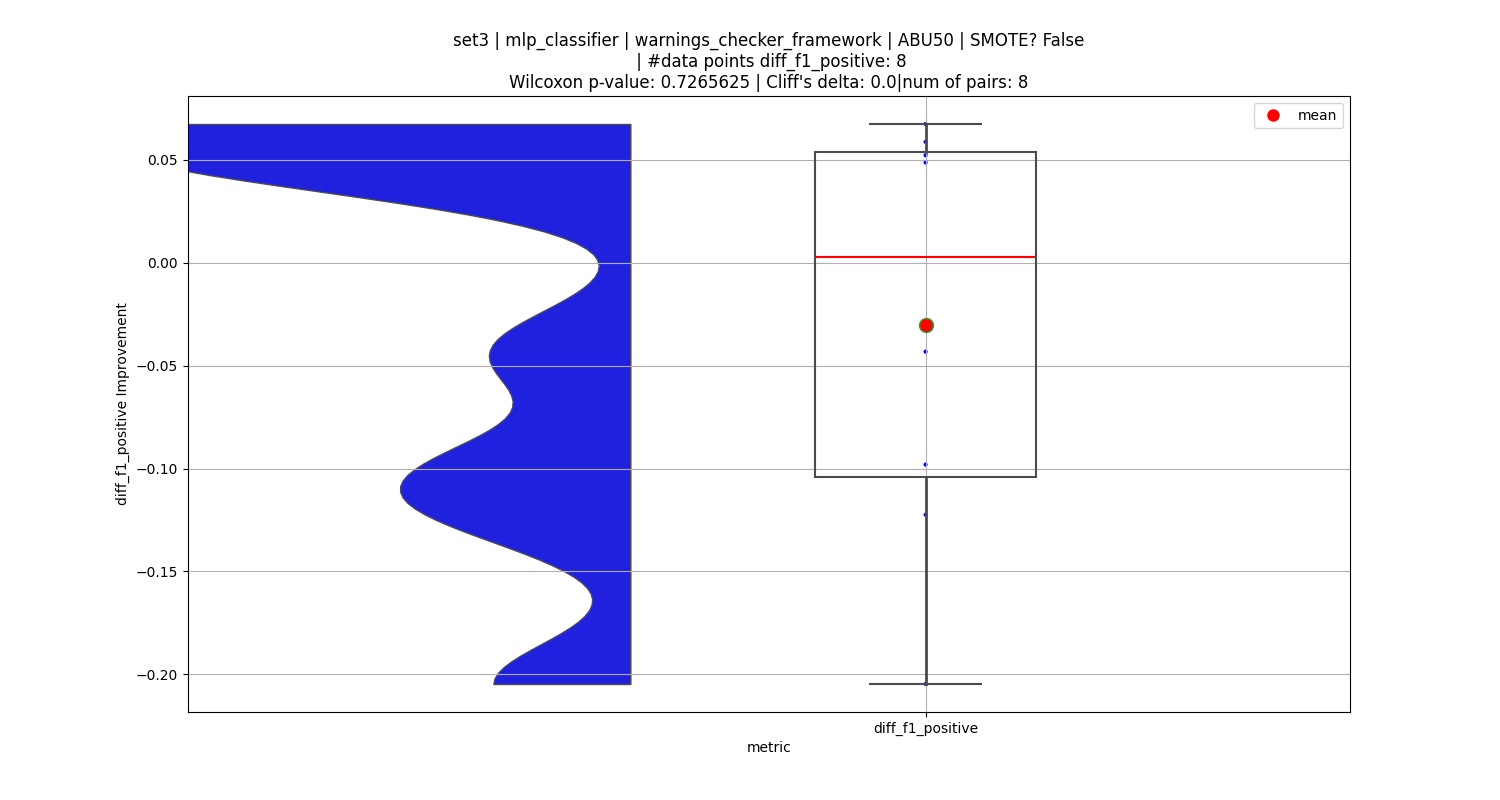 set3 | mlp_classifier | warnings_checker_framework | ABU50 | SMOTE? False
| #data points diff_f1_positive: 8
Wilcoxon p-value: 0.7265625 | Cliff's delta: 0.0|num of pairs: 8
mean
0.05
0.00
−0.05
−0.10
−0.15
−0.20
diff_f1_positive Improvement
diff_f1_positive
metric